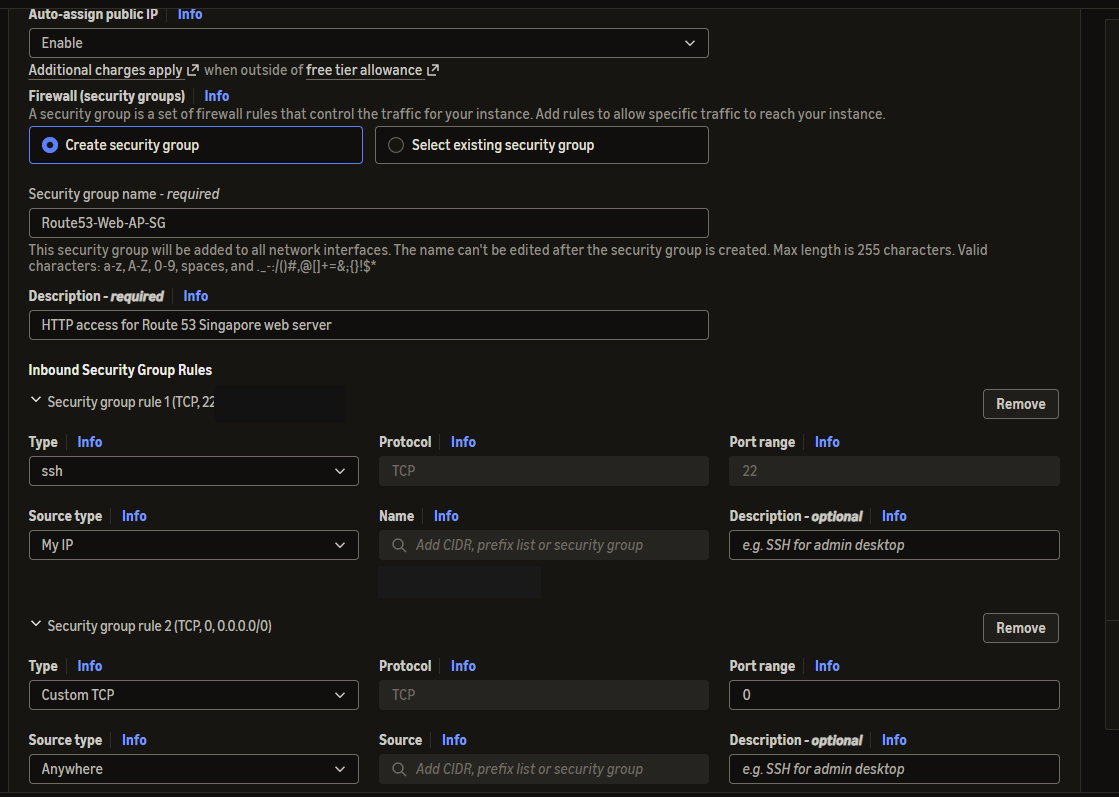 Auto-assign public IP Info
Enable
Additional charges apply when outside of free tier allowance
Firewall (security groups) Info
A security group is a set of firewall rules that control the traffic for your instance. Add rules to allow specific traffic to reach your instance.
Create security group Select existing security group
Security group name - required
Route53-Web-AP-SG
This security group will be added to all network interfaces. The name can't be edited after the security group is created. Max length is 255 characters. Valid
characters: a-z, A-Z, 0-9, spaces, and ._-:/()#,@[]+=&;{}!$*
Description - required Info
HTTP access for Route 53 Singapore web server
Inbound Security Group Rules
Security group rule 1 (TCP, 22 Remove
Type Info Protocol Info Port range Info
ssh TCP 22
Source type Info Name Info Description - optional Info
My IP Add CIDR, prefix list or security group e.g. SSH for admin desktop
Security group rule 2 (TCP, 0, 0.0.0.0/0) Remove
Type Info Protocol Info Port range Info
Custom TCP TCP 0
Source type Info Source Info Description - optional Info
Anywhere Add CIDR, prefix list or security group e.g. SSH for admin desktop